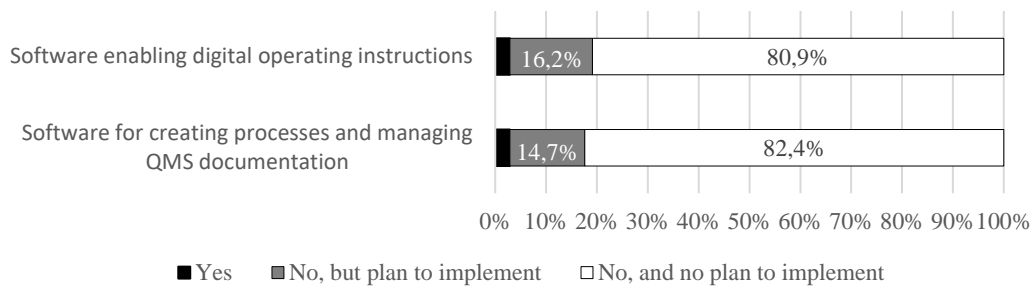 Software enabling digital operating instructions
16,2%
80,9%
Software for creating processes and managing
QMS documentation
14,7%
82,4%
0% 10% 20% 30% 40% 50% 60% 70% 80% 90% 100%
Yes No, but plan to implement No, and no plan to implement